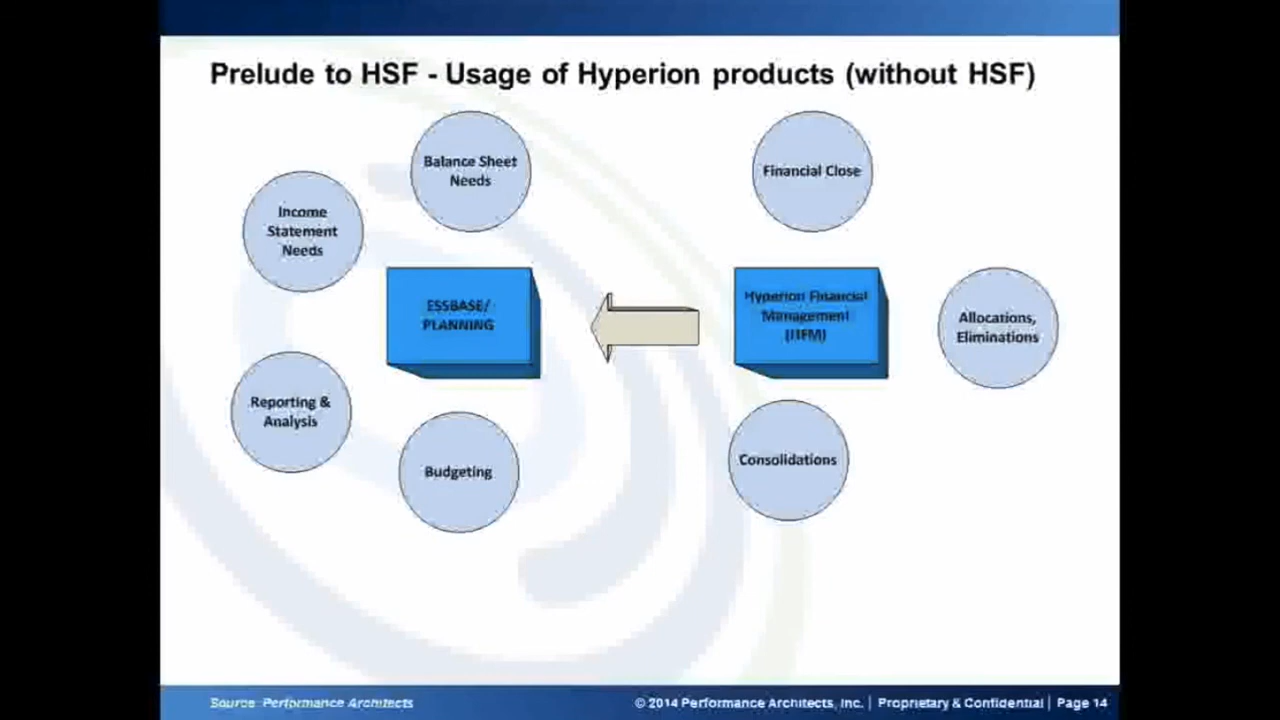 Prelude to HSF - Usage of Hyperion products (without HSF)
Balance Sheet
Needs
Financial Close
Income
Statement
Needs
ESSBASE/
PLANNING
Hyperion Financial
Management
(HFM)
Allocations,
Eliminations
Reporting &
Analysis
Budgeting
Consolidations
Source: Performance Architects
© 2014 Performance Architects, Inc. | Proprietary & Confidential | Page 14